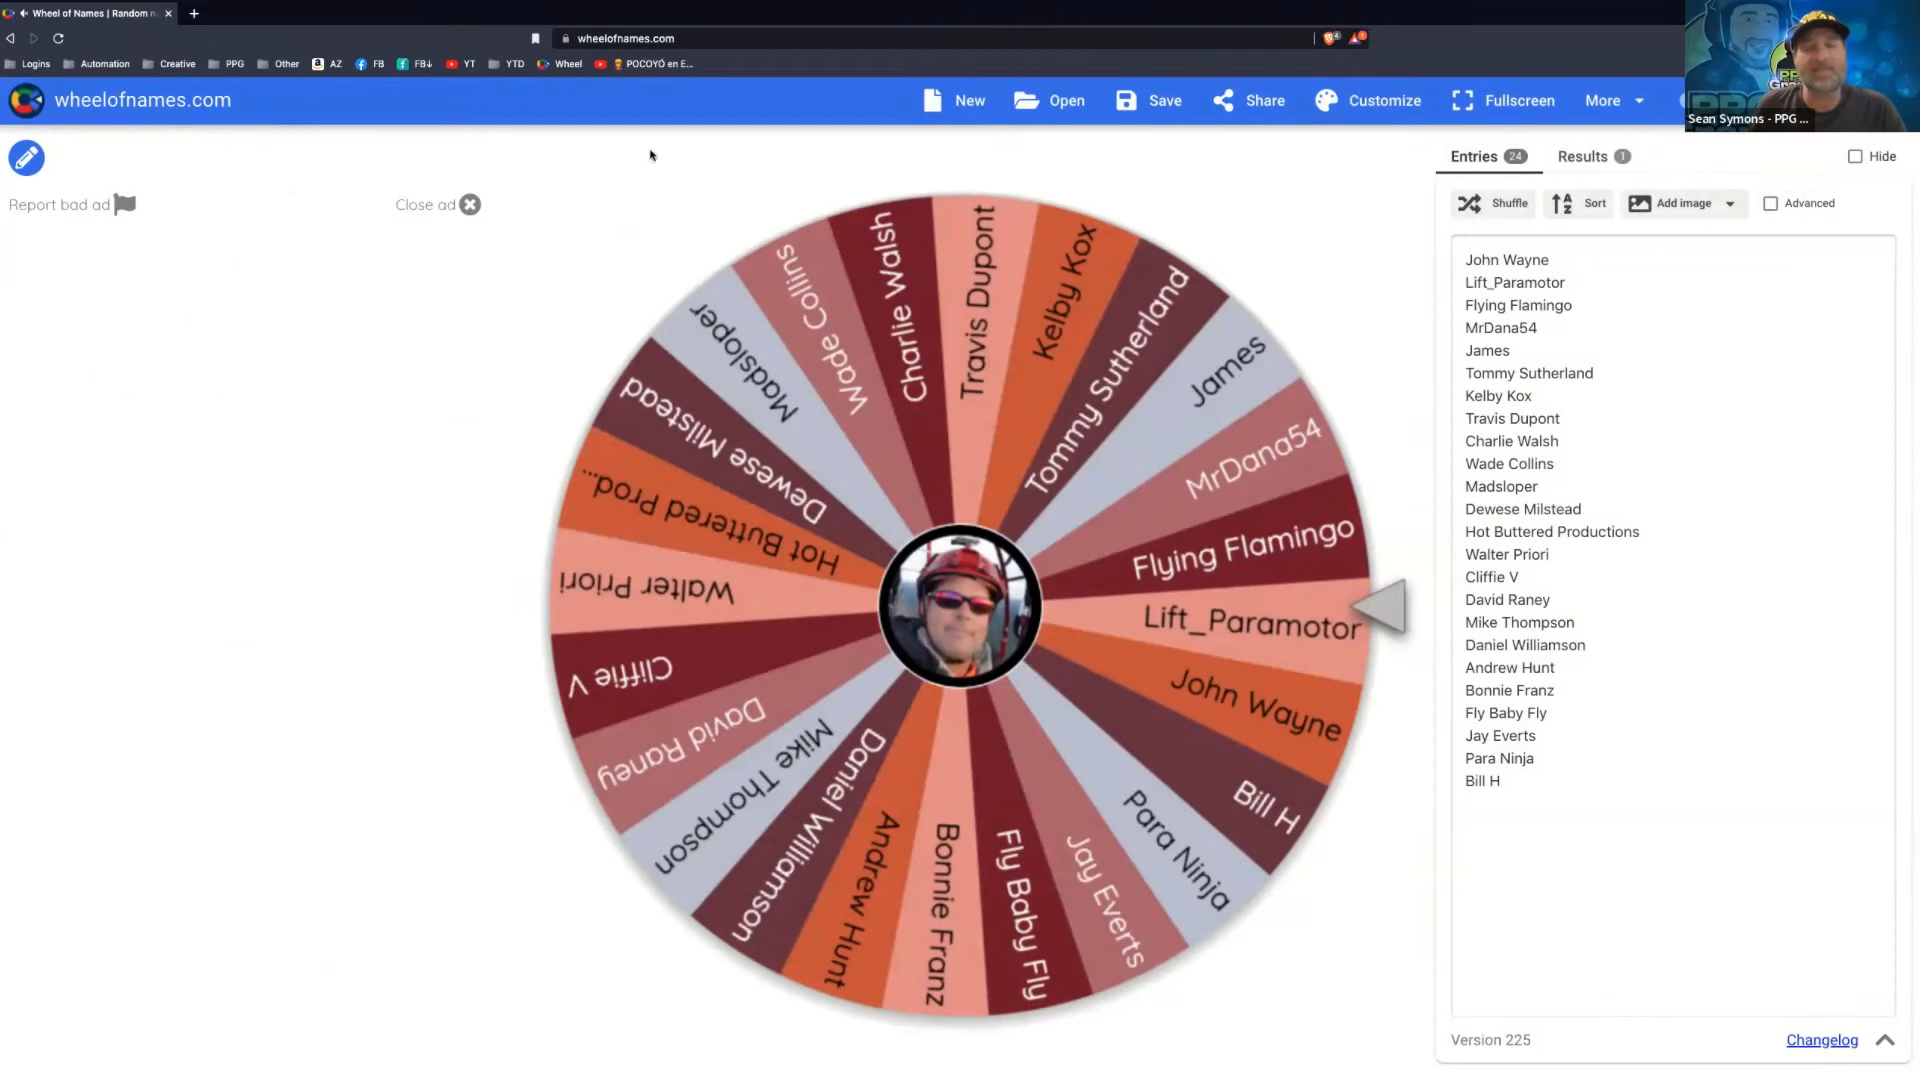 Wheel of Names | Random n
wheelofnames.com
Logins
Automation
Creative
PPG
Other
AZ
FB
FB↓
YT
YTD
Wheel
POCOYÓ en E...
wheelofnames.com
New
Open
Save
Share
Customize
Fullscreen
More
Sean Symons - PPG ...
Report bad ad
Close ad
Entries 24
Results 1
Hide
Shuffle
Sort
Add image
Advanced
John Wayne
Lift_Paramotor
Flying Flamingo
MrDana54
James
Tommy Sutherland
Kelby Kox
Travis Dupont
Charlie Walsh
Wade Collins
Madsloper
Dewese Milstead
Hot Buttered Productions
Walter Priori
Cliffie V
David Raney
Mike Thompson
Daniel Williamson
Andrew Hunt
Bonnie Franz
Fly Baby Fly
Jay Everts
Para Ninja
Bill H
Travis Dupont
Kelby Kox
Tommy Sutherland
James
MrDana54
Flying Flamingo
Lift_Paramotor
John Wayne
Bill H
Para Ninja
Jay Everts
Fly Baby Fly
Bonnie Franz
Andrew Hunt
Daniel Williamson
Mike Thompson
David Raney
Cliffie V
Walter Priori
Hot Buttered Prod...
Dewese Milstead
Madsloper
Wade Collins
Charlie Walsh
Version 225
Changelog